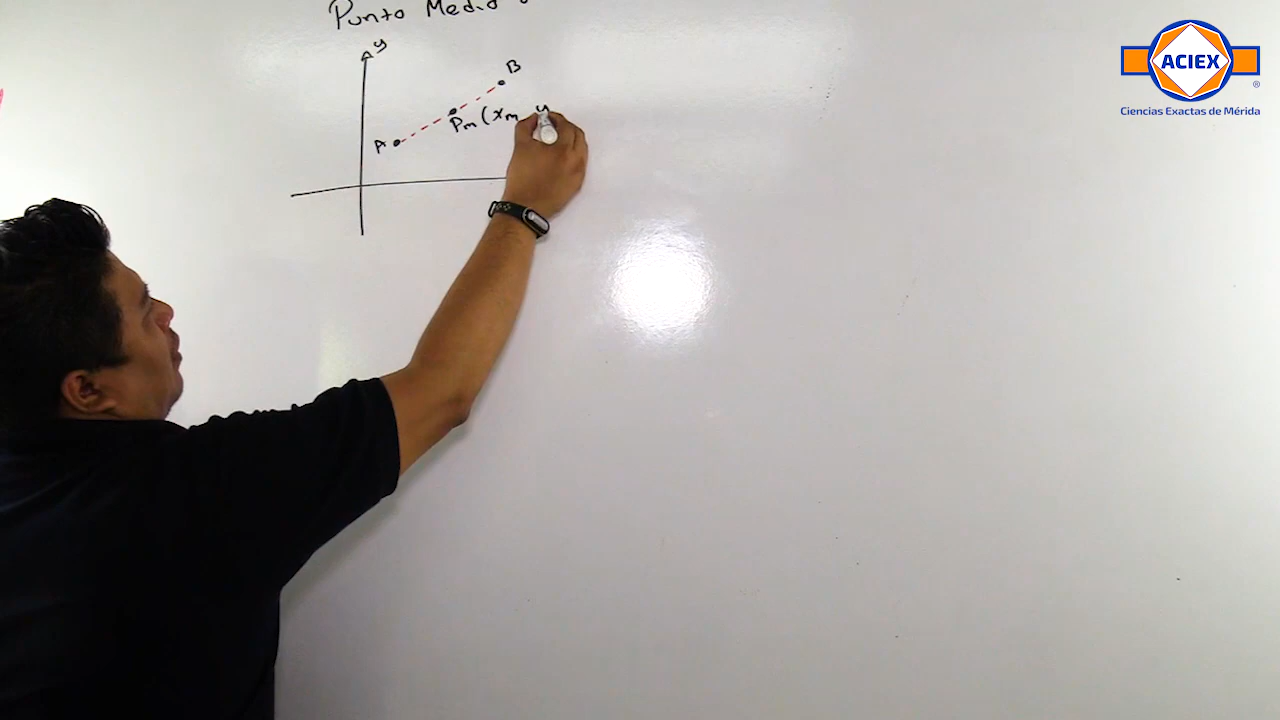 Punto Medio
y
B
Pm (xm y
A
ACIEX
®
Ciencias Exactas de Mérida